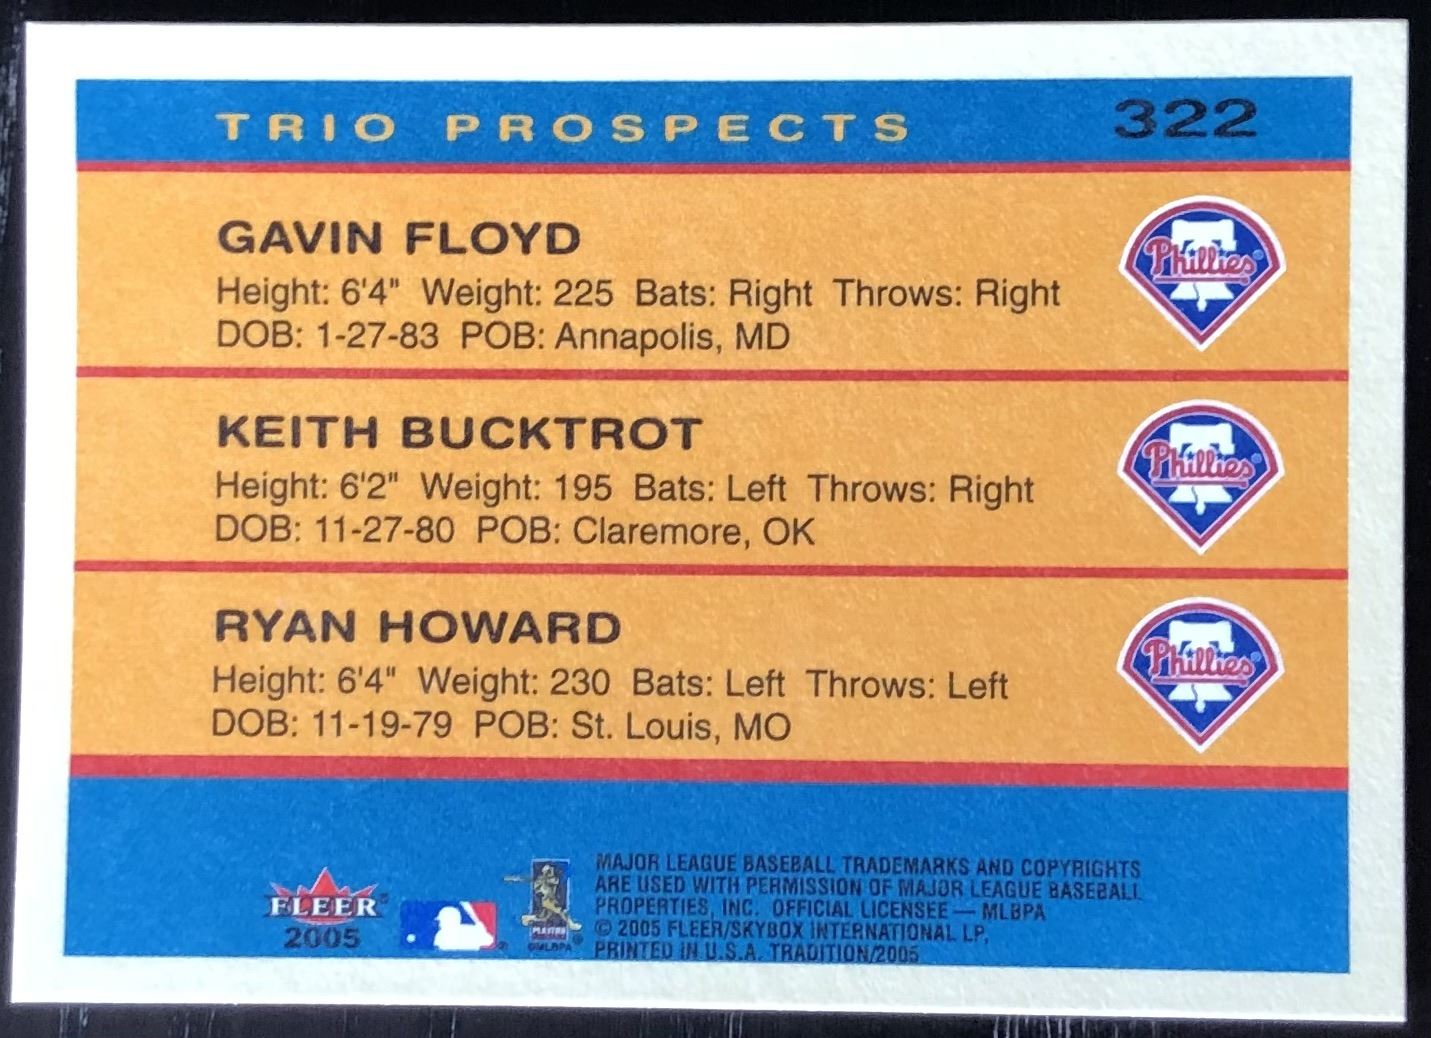 TRIO PROSPECTS 322
GAVIN FLOYD
Height: 6'4" Weight: 225 Bats: Right Throws: Right
DOB: 1-27-83 POB: Annapolis, MD
Phillies
KEITH BUCKTROT
Height: 6'2" Weight: 195 Bats: Left Throws: Right
DOB: 11-27-80 POB: Claremore, OK
Phillies
RYAN HOWARD
Height: 6'4" Weight: 230 Bats: Left Throws: Left
DOB: 11-19-79 POB: St. Louis, MO
Phillies
FLEER
2005
PLAYERS
©MLBPA
MAJOR LEAGUE BASEBALL TRADEMARKS AND COPYRIGHTS
ARE USED WITH PERMISSION OF MAJOR LEAGUE BASEBALL
PROPERTIES, INC. OFFICIAL LICENSEE — MLBPA
© 2005 FLEER/SKYBOX INTERNATIONAL LP,
PRINTED IN U.S.A. TRADITION/2005